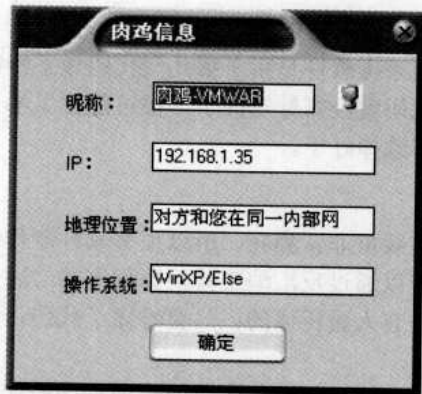 肉鸡信息
昵称：肉鸡-VMWAR
IP：192.168.1.35
地理位置：对方和您在同一内部网
操作系统：WinXP/Else
确定